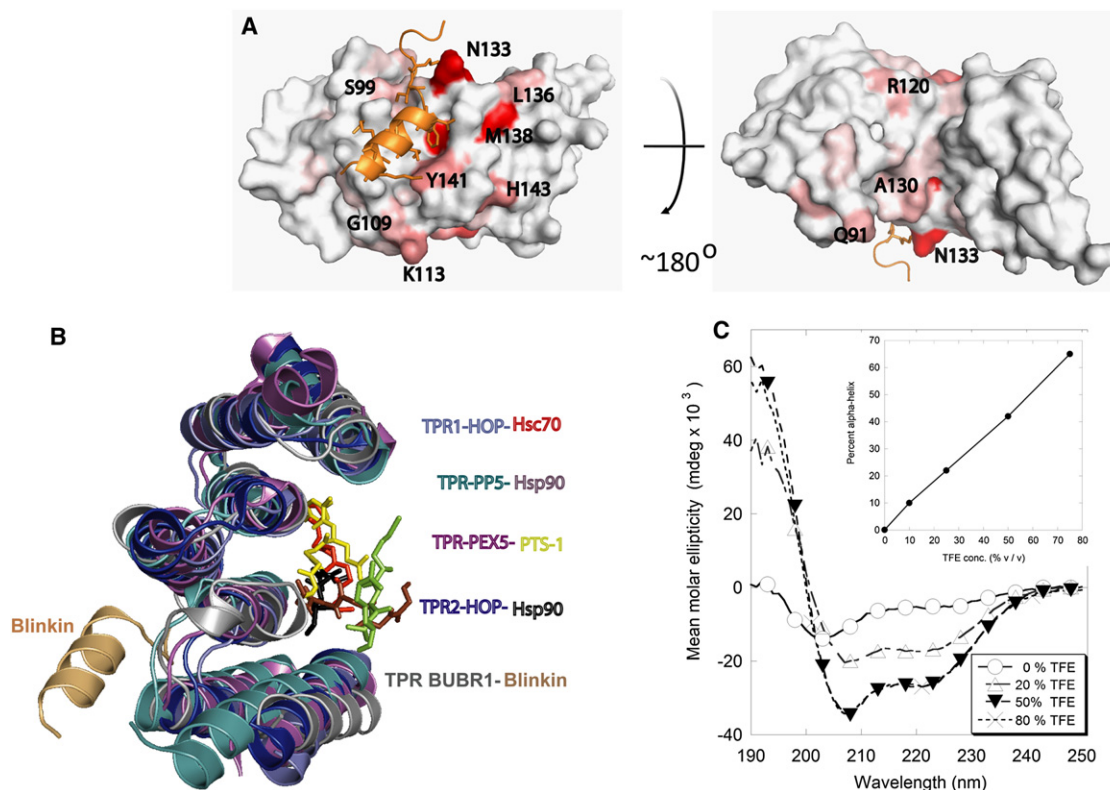 A
N133
S99
L136
M138
Y141
H143
G109
K113
~180°
R120
A130
Q91
N133
B
TPR1-HOP-Hsc70
TPR-PP5-Hsp90
TPR-PEX5-PTS-1
TPR2-HOP-Hsp90
Blinkin
TPR BUBR1-Blinkin
C
Mean molar ellipticity (mdeg x 10³)
60
40
20
0
-20
-40
190 200 210 220 230 240 250
Wavelength (nm)
Percent alpha-helix
70
60
50
40
30
20
10
0
0 10 20 30 40 50 60 70 80
TFE conc. (% v / v)
0 % TFE
20 % TFE
50% TFE
80 % TFE